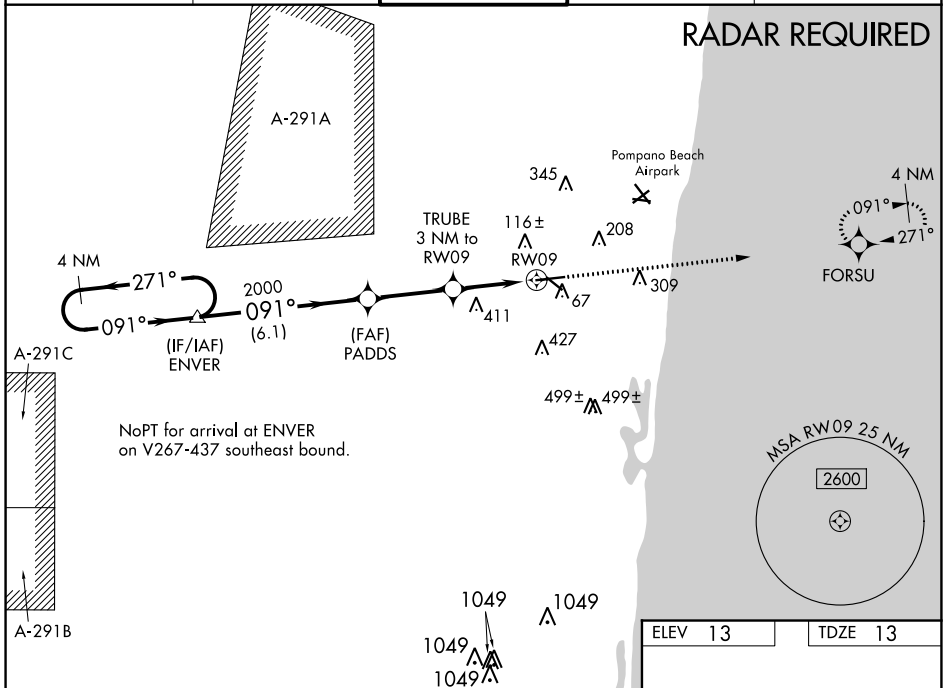 RADAR REQUIRED
A-291A
Pompano Beach
Airpark
345
4 NM
091°
271°
FORSU
TRUBE
3 NM to
RW09
116±
208
RW09
67
309
411
427
499±
499±
4 NM
271°
091°
2000
091°
(6.1)
(IF/IAF)
ENVER
(FAF)
PADDS
A-291C
NoPT for arrival at ENVER
on V267-437 southeast bound.
MSA RW09 25 NM
2600
A-291B
1049
1049
1049
1049
ELEV 13
TDZE 13